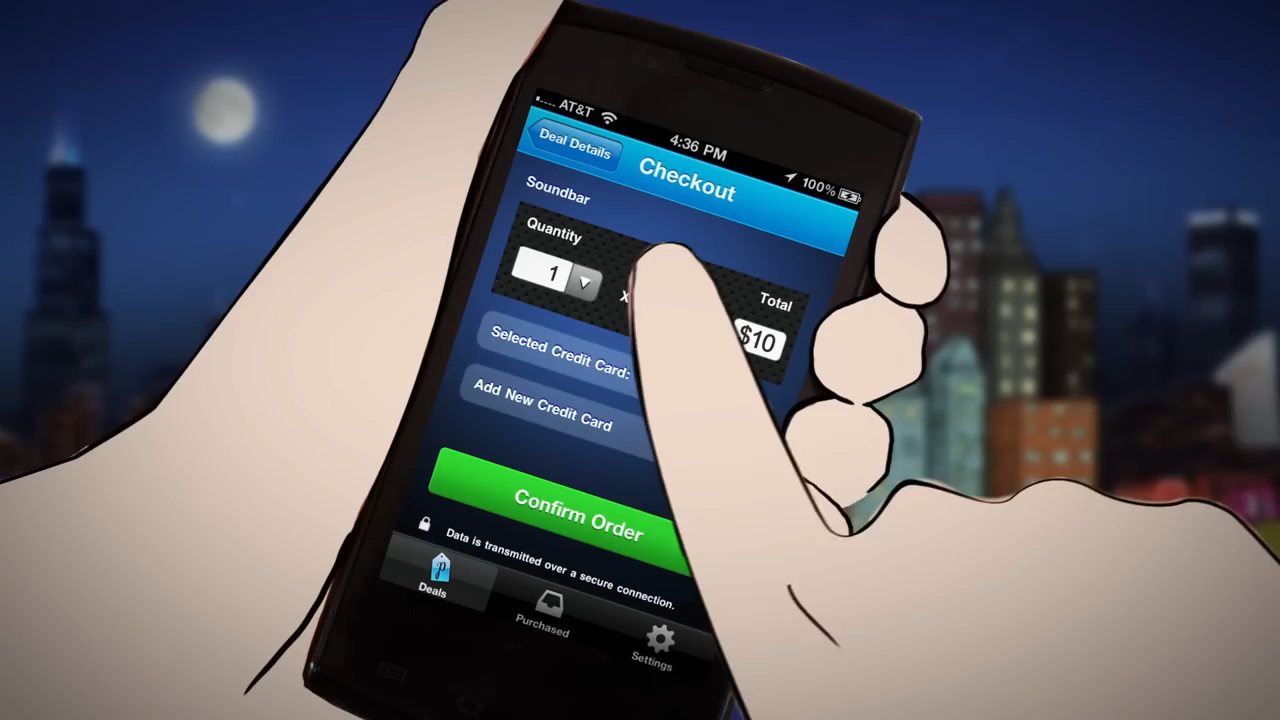 AT&T
4:36 PM
100%
Deal Details
Checkout
Soundbar
Quantity
Total
1
x
$10
Selected Credit Card:
Add New Credit Card
Confirm Order
Data is transmitted over a secure connection.
p
Deals
Purchased
Settings